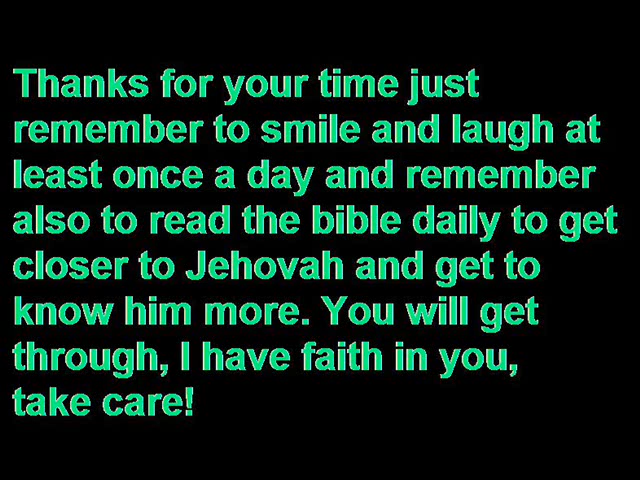 Thanks for your time just
remember to smile and laugh at
least once a day and remember
also to read the bible daily to get
closer to Jehovah and get to
know him more. You will get
through, I have faith in you,
take care!